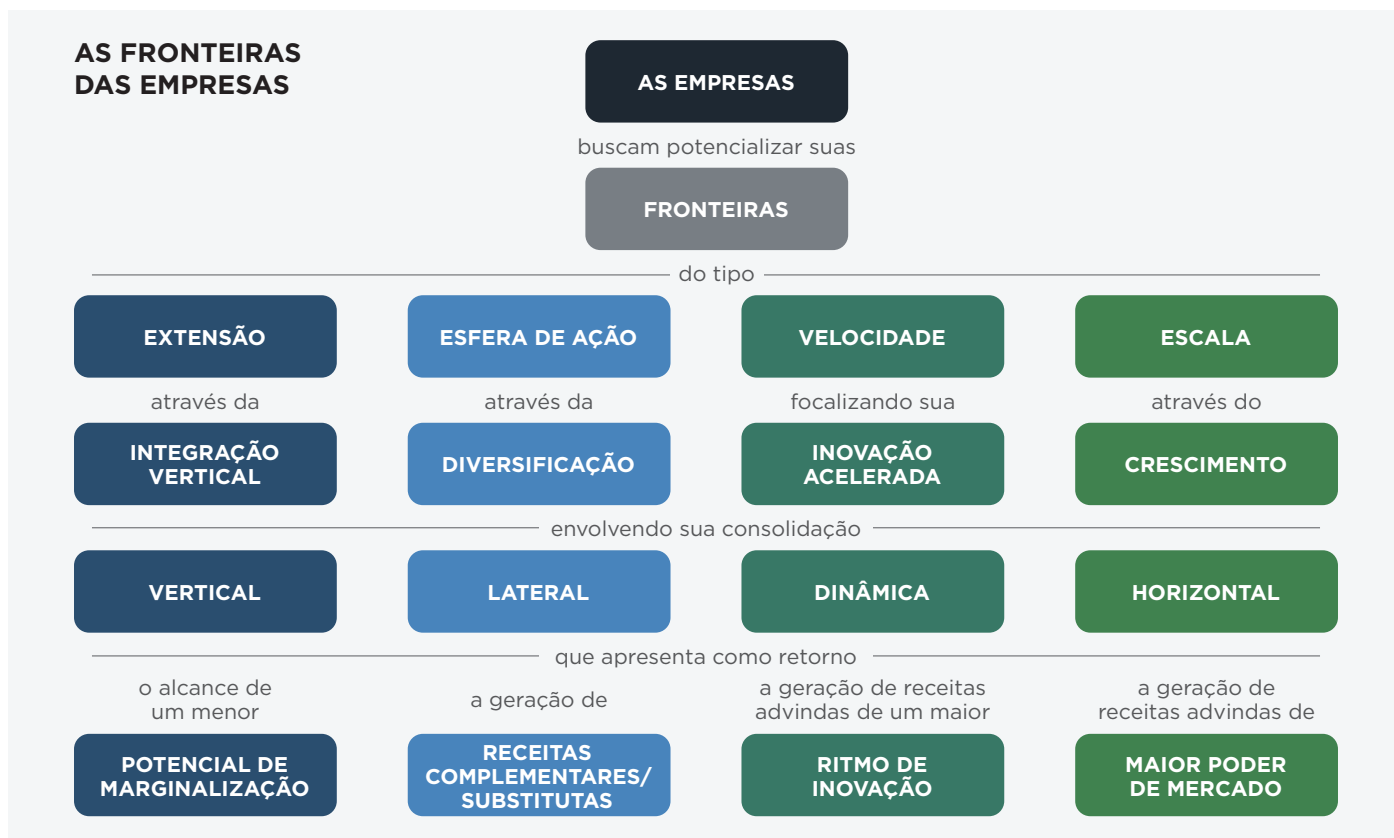 AS FRONTEIRAS
DAS EMPRESAS
AS EMPRESAS
buscam potencializar suas
FRONTEIRAS
do tipo
EXTENSÃO
ESFERA DE AÇÃO
VELOCIDADE
ESCALA
através da
através da
focalizando sua
através do
INTEGRAÇÃO
VERTICAL
DIVERSIFICAÇÃO
INOVAÇÃO
ACELERADA
CRESCIMENTO
envolvendo sua consolidação
VERTICAL
LATERAL
DINÂMICA
HORIZONTAL
que apresenta como retorno
o alcance de
um menor
a geração de
a geração de receitas
advindas de um maior
a geração de
receitas advindas de
POTENCIAL DE
MARGINALIZAÇÃO
RECEITAS
COMPLEMENTARES/
SUBSTITUTAS
RITMO DE
INOVAÇÃO
MAIOR PODER
DE MERCADO